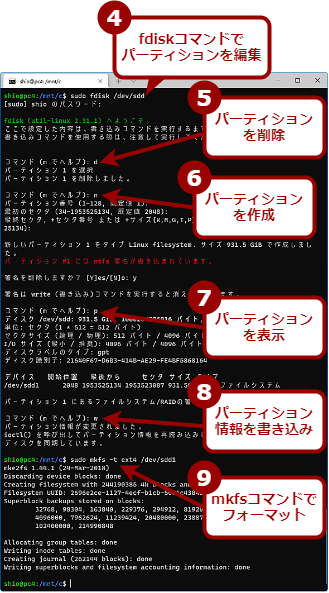 4
fdiskコマンドで
パーティションを編集
shio@pc4: /mnt/c
shio@pc4:/mnt/c$ sudo fdisk /dev/sdd
[sudo] shio のパスワード:
fdisk (util-linux 2.31.1) へようこそ。
ここで設定した内容は、書き込みコマンドを実行するまで
書き込みコマンドを使用する際は、注意して実行して
5
パーティション
を削除
コマンド (m でヘルプ): d
パーティション 1 を選択
パーティション 1 を削除しました。
6
パーティション
を作成
コマンド (m でヘルプ): n
パーティション番号 (1-128, 既定値 1):
最初のセクタ (34-1953525134, 既定値 2048):
最終セクタ, +セクタ番号 または +サイズ{K,M,G,T,P}
25134):
新しいパーティション 1 をタイプ Linux filesystem、サイズ 931.5 GiB で作成しまし
た。
パーティション #1 には ntfs 署名が書き込まれています。
署名を削除しますか? [Y]es/[N]o: y
署名は write (書き込み)コマンドを実行すると消え
7
パーティション
を表示
コマンド (m でヘルプ): p
ディスク /dev/sdd: 931.5 GiB
バイト
単位: セクタ (1 * 512 = 512 バイト)
セクタサイズ (論理 / 物理): 512 バイト / 4096 バイト
I/O サイズ (最小 / 推奨): 4096 バイト / 4096 バイト
ディスクラベルのタイプ: gpt
ディスク識別子:
デバイス 開始位置 最後から セクタ サイズ タイプ
/dev/sdd1 2048 1953525134 1953523087 931.5
ファイルシステム
パーティション 1 にあるファイルシステム/RAIDの署
8
パーティション
情報を書き込み
コマンド (m でヘルプ): w
パーティション情報が変更されました。
ioctl() を呼び出してパーティション情報を再読み込み
ディスクを同期しています。
9
mkfsコマンドで
フォーマット
shio@pc4:/mnt/c$ sudo mkfs -t ext4 /dev/sdd1
mke2fs 1.44.1 (24-Mar-2018)
Discarding device blocks: done
Creating filesystem with 244190385 4k blocks
Filesystem UUID:
Superblock backups stored on blocks:
32768, 98304, 163840, 229376, 294912, 819200
4096000, 7962624, 11239424, 20480000, 23887872
102400000, 214990848
Allocating group tables: done
Writing inode tables: done
Creating journal (262144 blocks): done
Writing superblocks and filesystem accounting information: done
shio@pc4:/mnt/c$